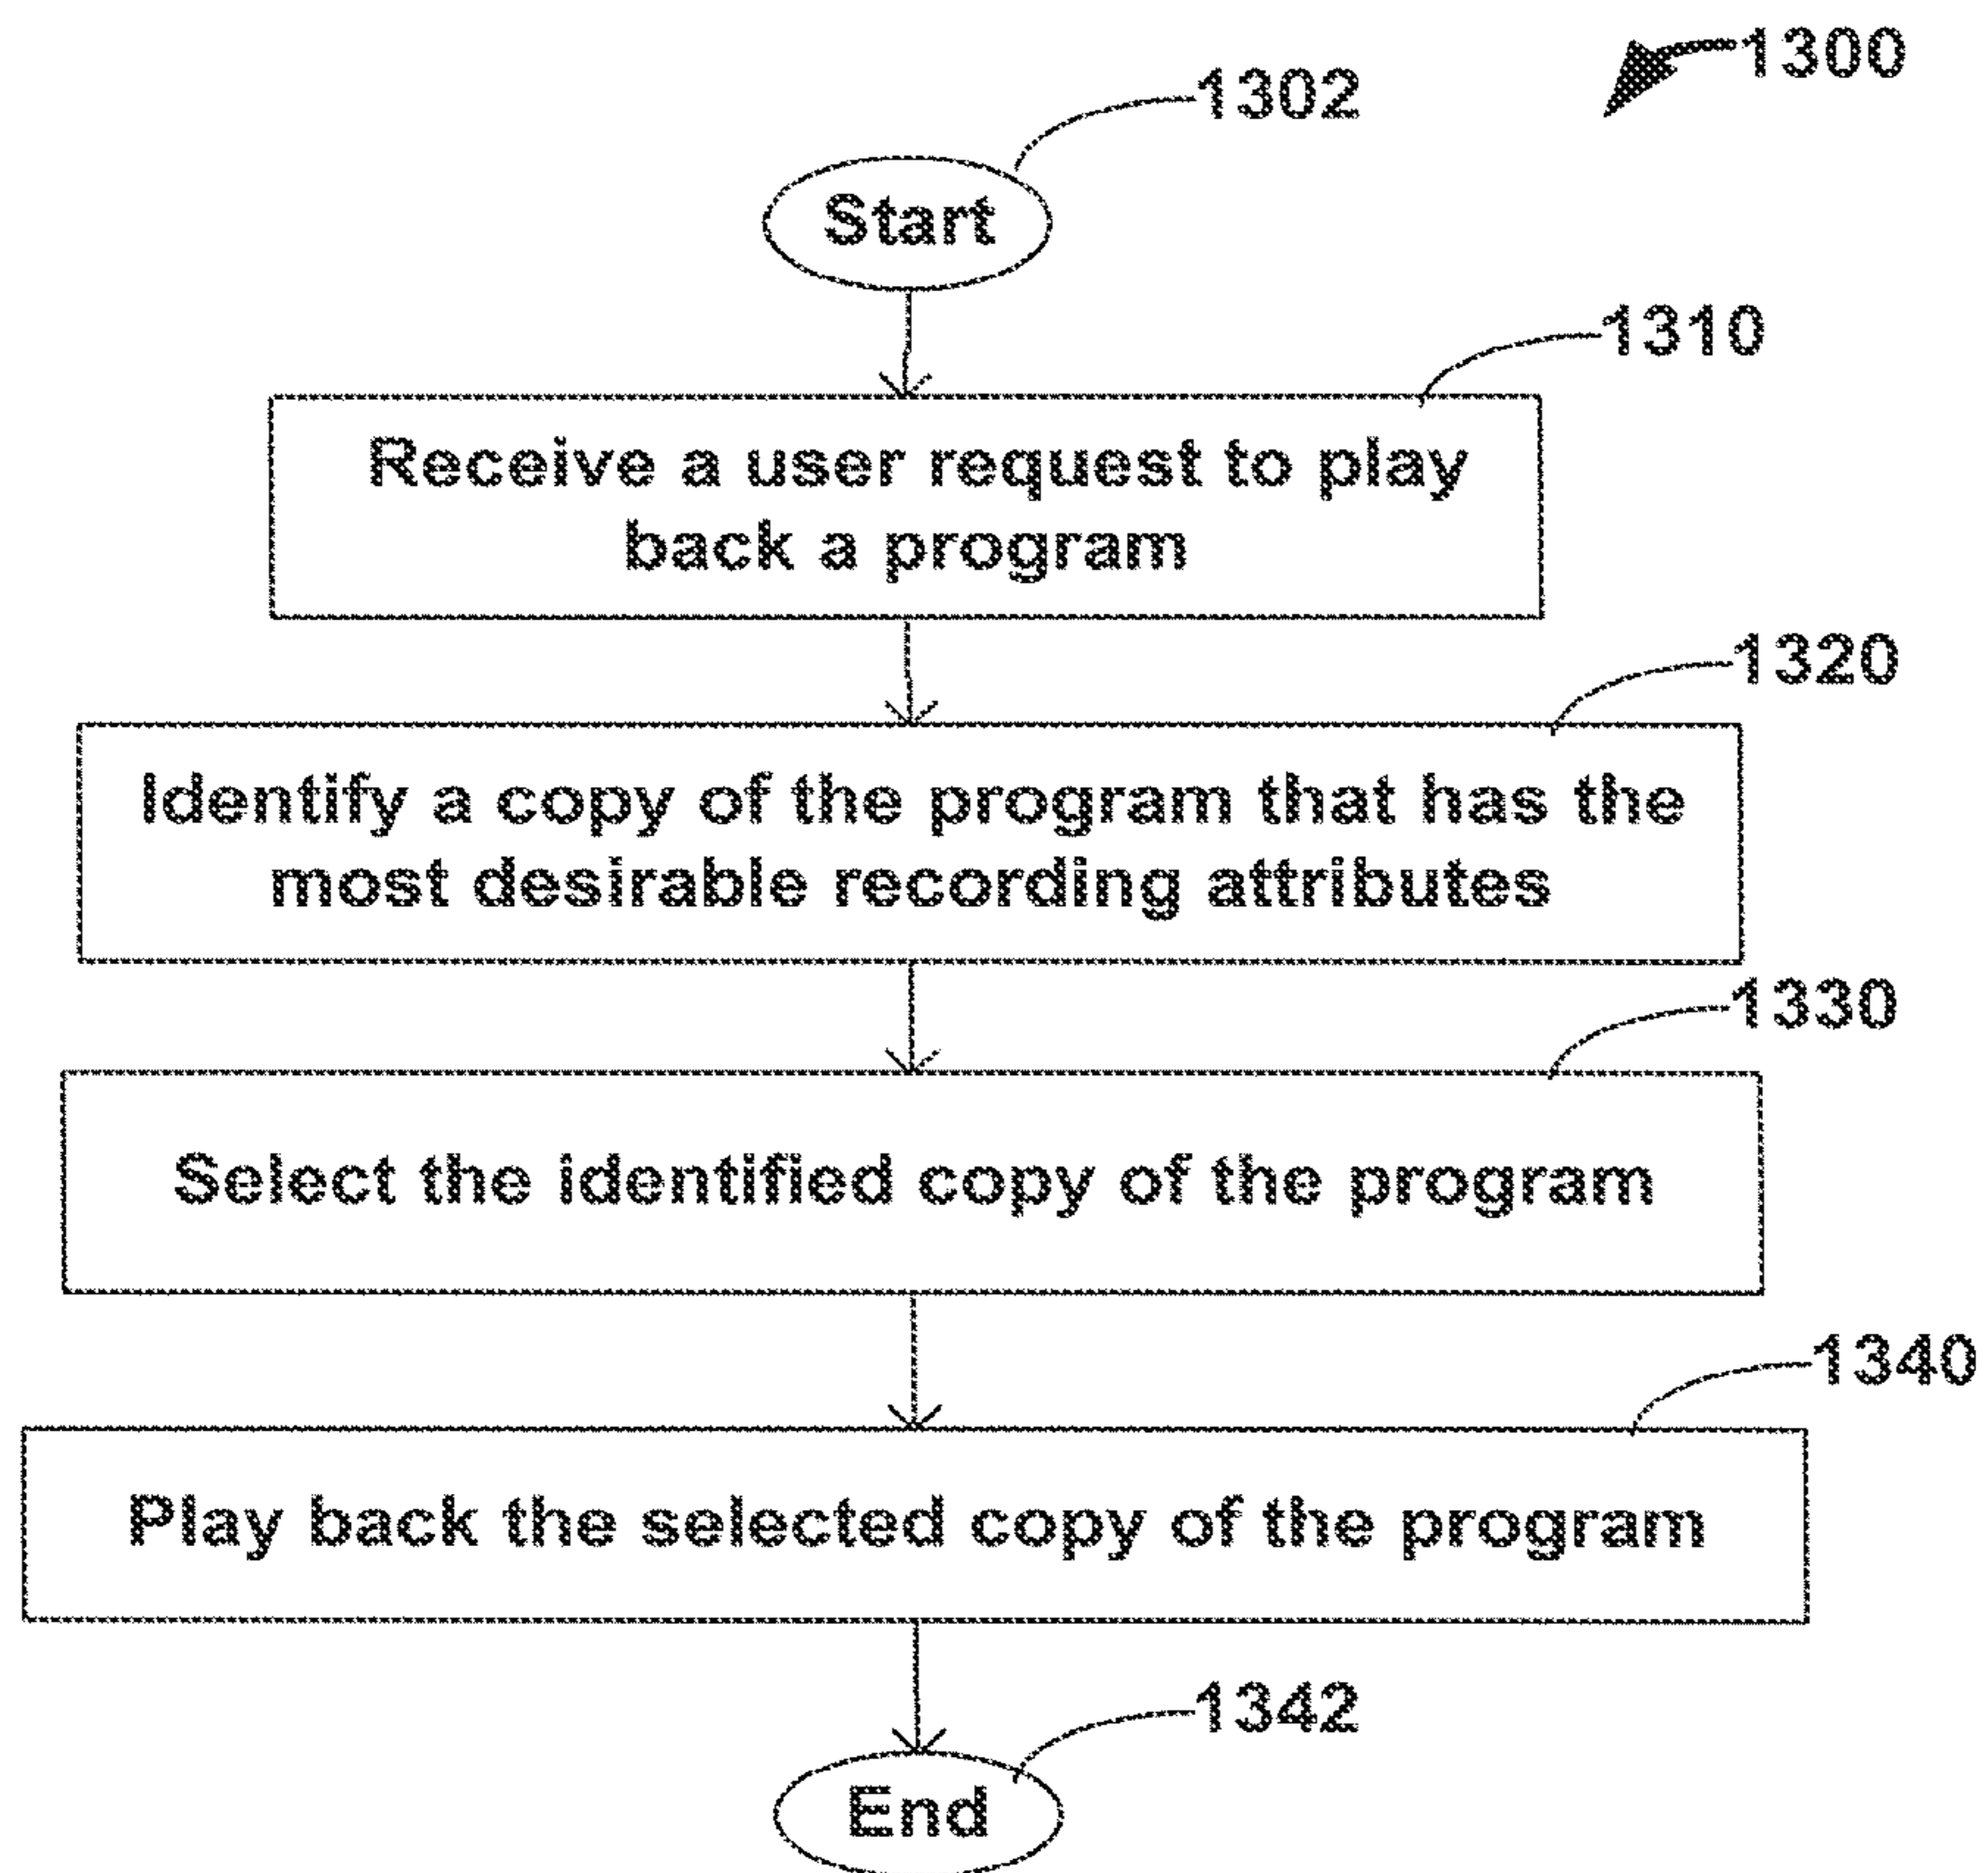 1300
1302
Start
1310
Receive a user request to play
back a program
1320
Identify a copy of the program that has the
most desirable recording attributes
1330
Select the identified copy of the program
1340
Play back the selected copy of the program
1342
End